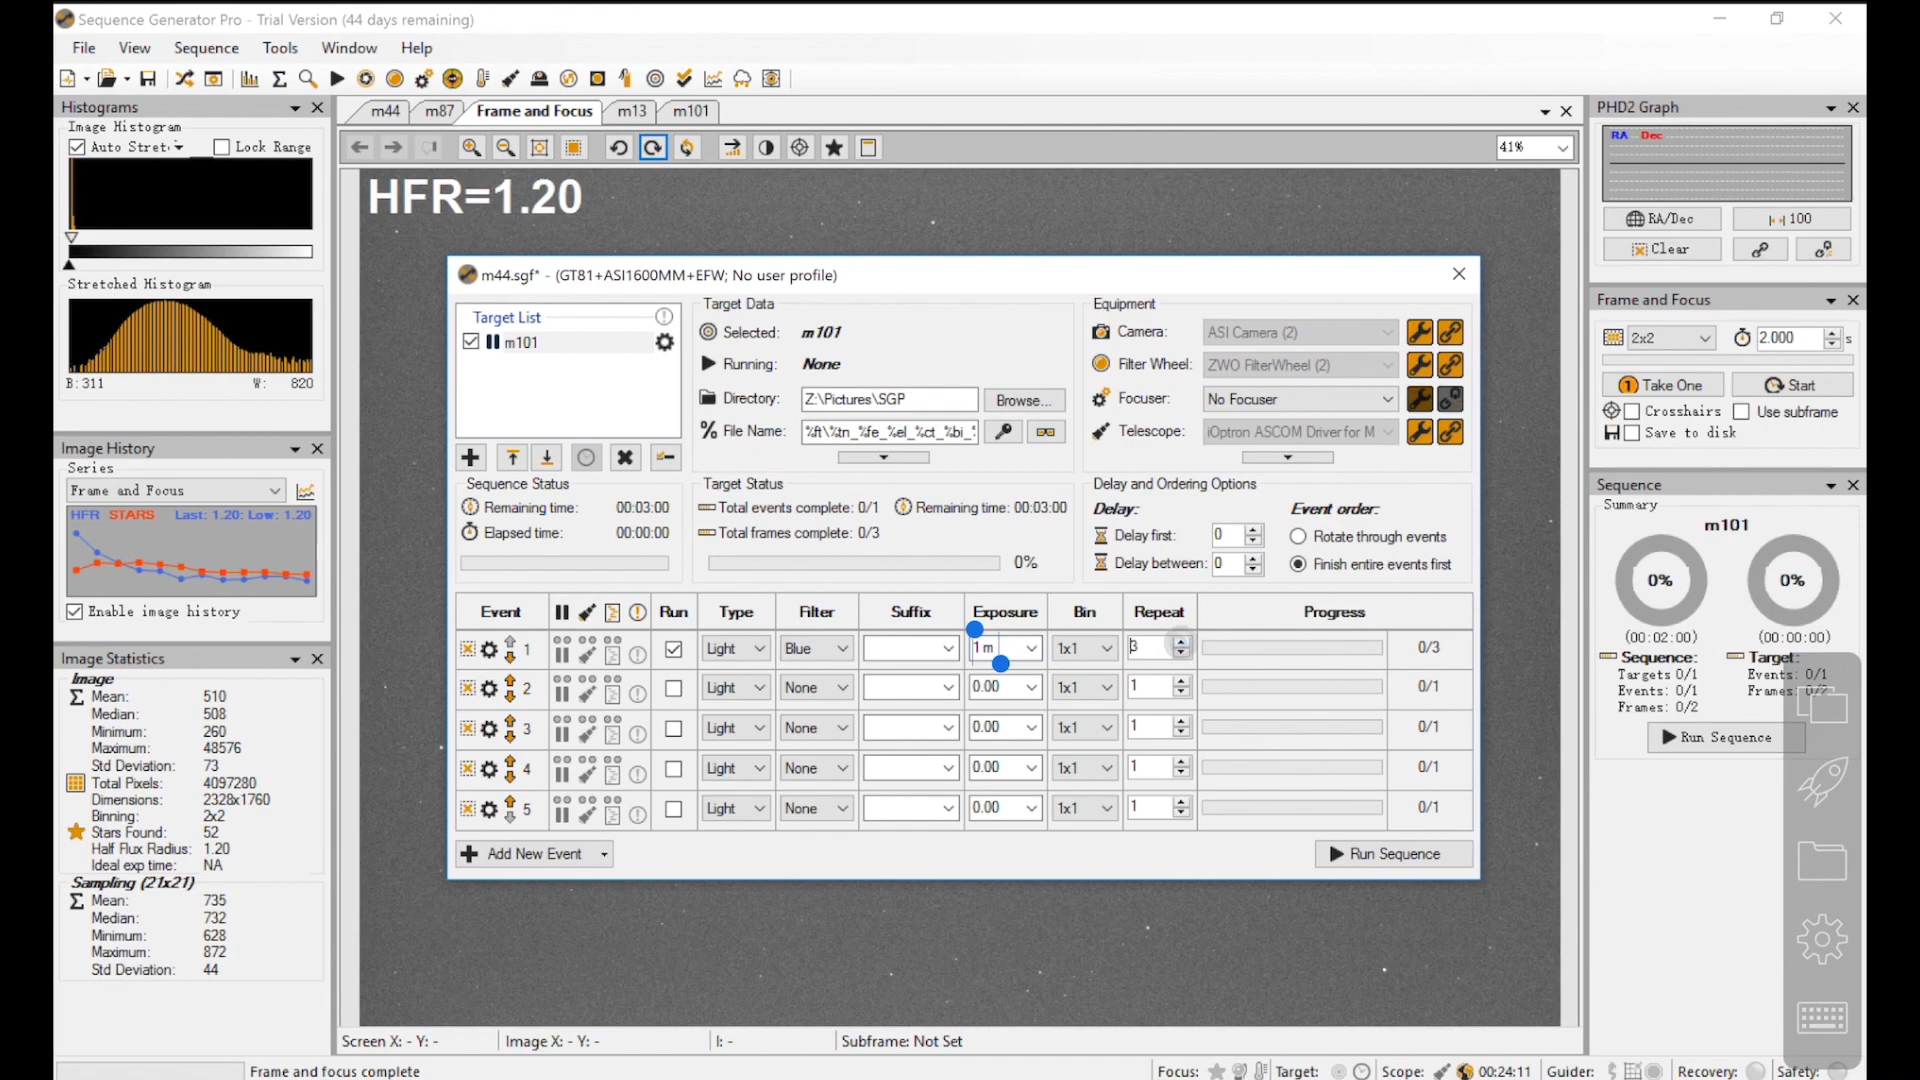 Sequence Generator Pro - Trial Version (44 days remaining)
File View Sequence Tools Window Help
Histograms
Image Histogram
Auto Stretc
Lock Range
Stretched Histogram
B:311 W: 820
Image History
Series
Frame and Focus
HFR STARS Last: 1.20: Low: 1.20
Enable image history
Image Statistics
Image
Mean: 510
Median: 508
Minimum: 260
Maximum: 48576
Std Deviation: 73
Total Pixels: 4097280
Dimensions: 2328x1760
Binning: 2x2
Stars Found: 52
Half Flux Radius: 1.20
Ideal exp time: NA
Sampling (21x21)
Mean: 735
Median: 732
Minimum: 628
Maximum: 872
Std Deviation: 44
m44 m87 Frame and Focus m13 m101
41%
HFR=1.20
m44.sgf* - (GT81+ASI1600MM+EFW; No user profile)
Target List
m101
Target Data
Selected: m101
Running: None
Directory: Z:\Pictures\SGP Browse...
File Name: %ft\%tn_%fe_%el_%ct_%bi_%
Equipment
Camera: ASI Camera (2)
Filter Wheel: ZWO FilterWheel (2)
Focuser: No Focuser
Telescope: iOptron ASCOM Driver for M
Sequence Status
Remaining time: 00:03:00
Elapsed time: 00:00:00
Target Status
Total events complete: 0/1 Remaining time: 00:03:00
Total frames complete: 0/3
0%
Delay and Ordering Options
Delay: Event order:
Delay first: 0 Rotate through events
Delay between: 0 Finish entire events first
Event Run Type Filter Suffix Exposure Bin Repeat Progress
1 Light Blue 1 m 1x1 3 0/3
2 Light None 0.00 1x1 1 0/1
3 Light None 0.00 1x1 1 0/1
4 Light None 0.00 1x1 1 0/1
5 Light None 0.00 1x1 1 0/1
Add New Event Run Sequence
PHD2 Graph
RA Dec
RA/Dec 100
Clear
Frame and Focus
2x2 2.000 s
Take One Start
Crosshairs Use subframe
Save to disk
Sequence
Summary
m101
0% 0%
(00:02:00) (00:00:00)
Sequence: Target:
Targets 0/1 Events: 0/1
Events: 0/1 Frames: 0/2
Frames: 0/2
Run Sequence
Screen X: - Y: - Image X: - Y: - I: - Subframe: Not Set
Frame and focus complete Focus: Target: Scope: 00:24:11 Guider: Recovery: Safety: